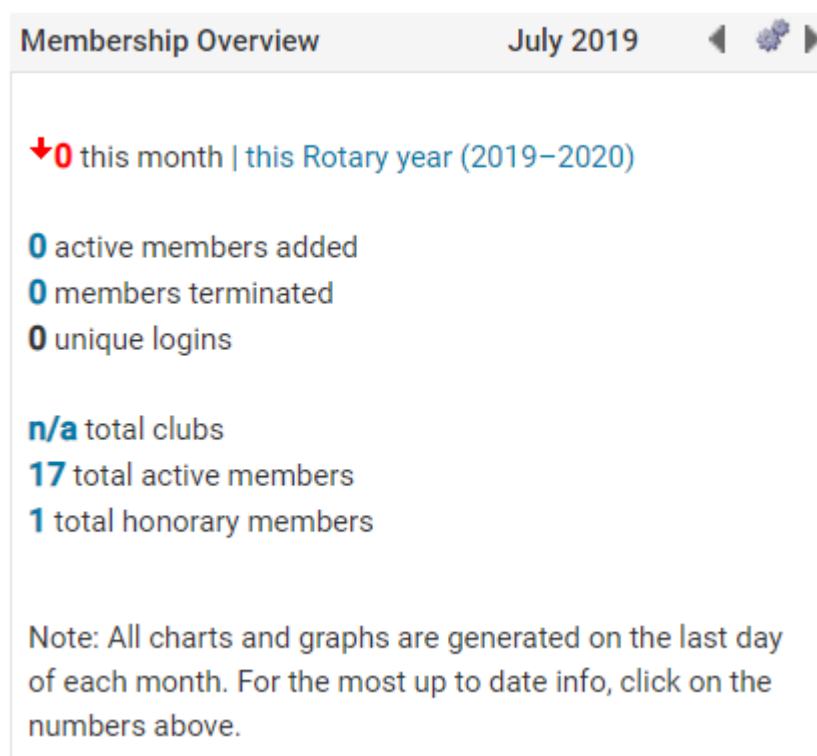 Membership Overview July 2019
0 this month | this Rotary year (2019–2020)
0 active members added
0 members terminated
0 unique logins
n/a total clubs
17 total active members
1 total honorary members
Note: All charts and graphs are generated on the last day
of each month. For the most up to date info, click on the
numbers above.